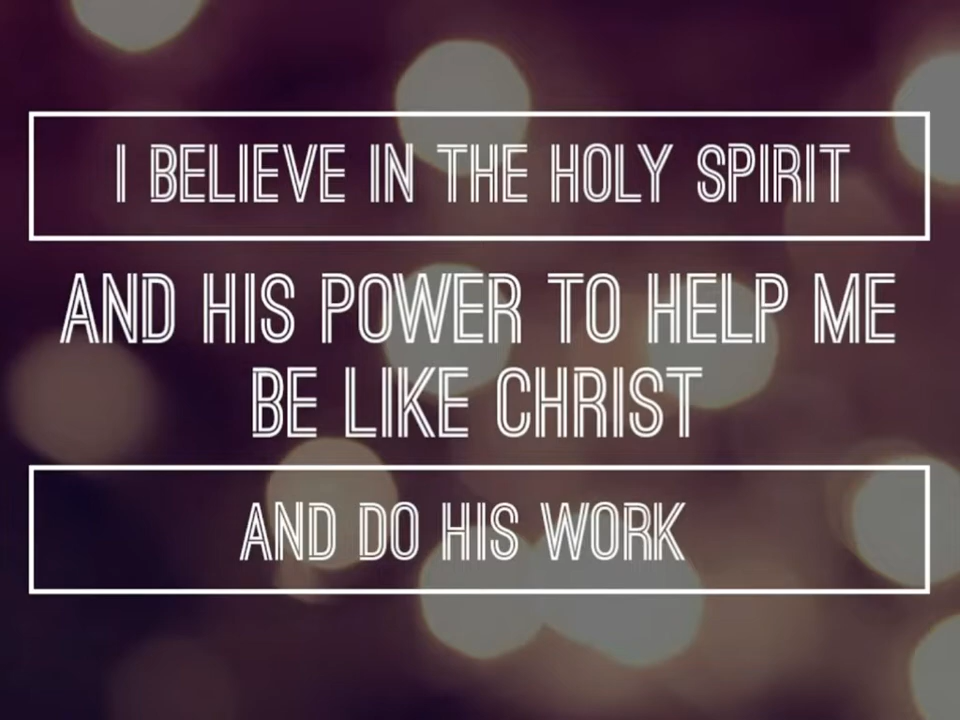 I BELIEVE IN THE HOLY SPIRIT
AND HIS POWER TO HELP ME
BE LIKE CHRIST
AND DO HIS WORK